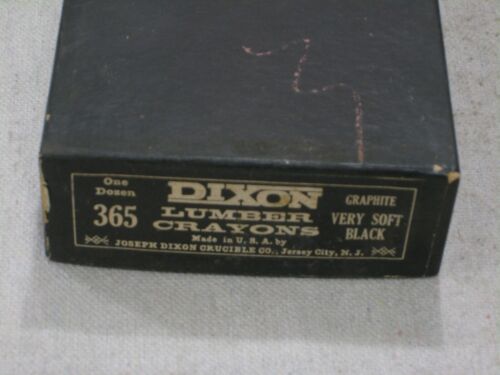 One
Dozen
365
DIXON
LUMBER
CRAYONS
Made in U. S. A. by
JOSEPH DIXON CRUCIBLE CO., Jersey City, N. J.
GRAPHITE
VERY SOFT
BLACK